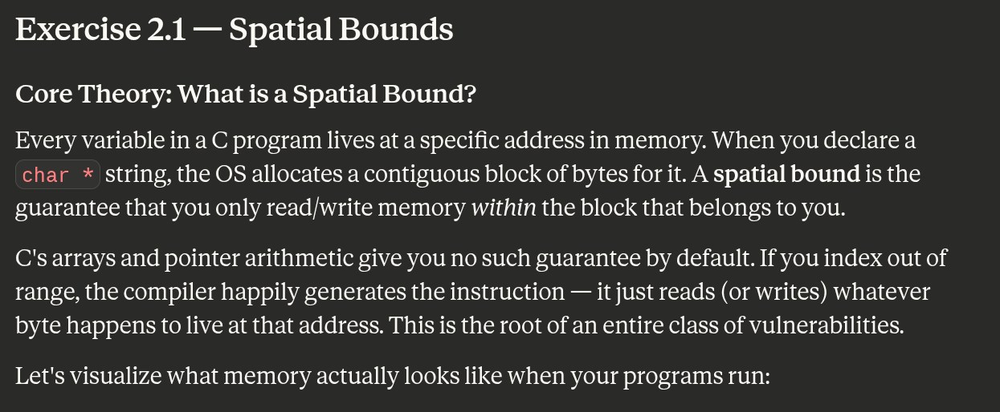 Exercise 2.1 — Spatial Bounds
Core Theory: What is a Spatial Bound?
Every variable in a C program lives at a specific address in memory. When you declare a
char * string, the OS allocates a contiguous block of bytes for it. A spatial bound is the
guarantee that you only read/write memory within the block that belongs to you.
C's arrays and pointer arithmetic give you no such guarantee by default. If you index out of
range, the compiler happily generates the instruction — it just reads (or writes) whatever
byte happens to live at that address. This is the root of an entire class of vulnerabilities.
Let's visualize what memory actually looks like when your programs run: